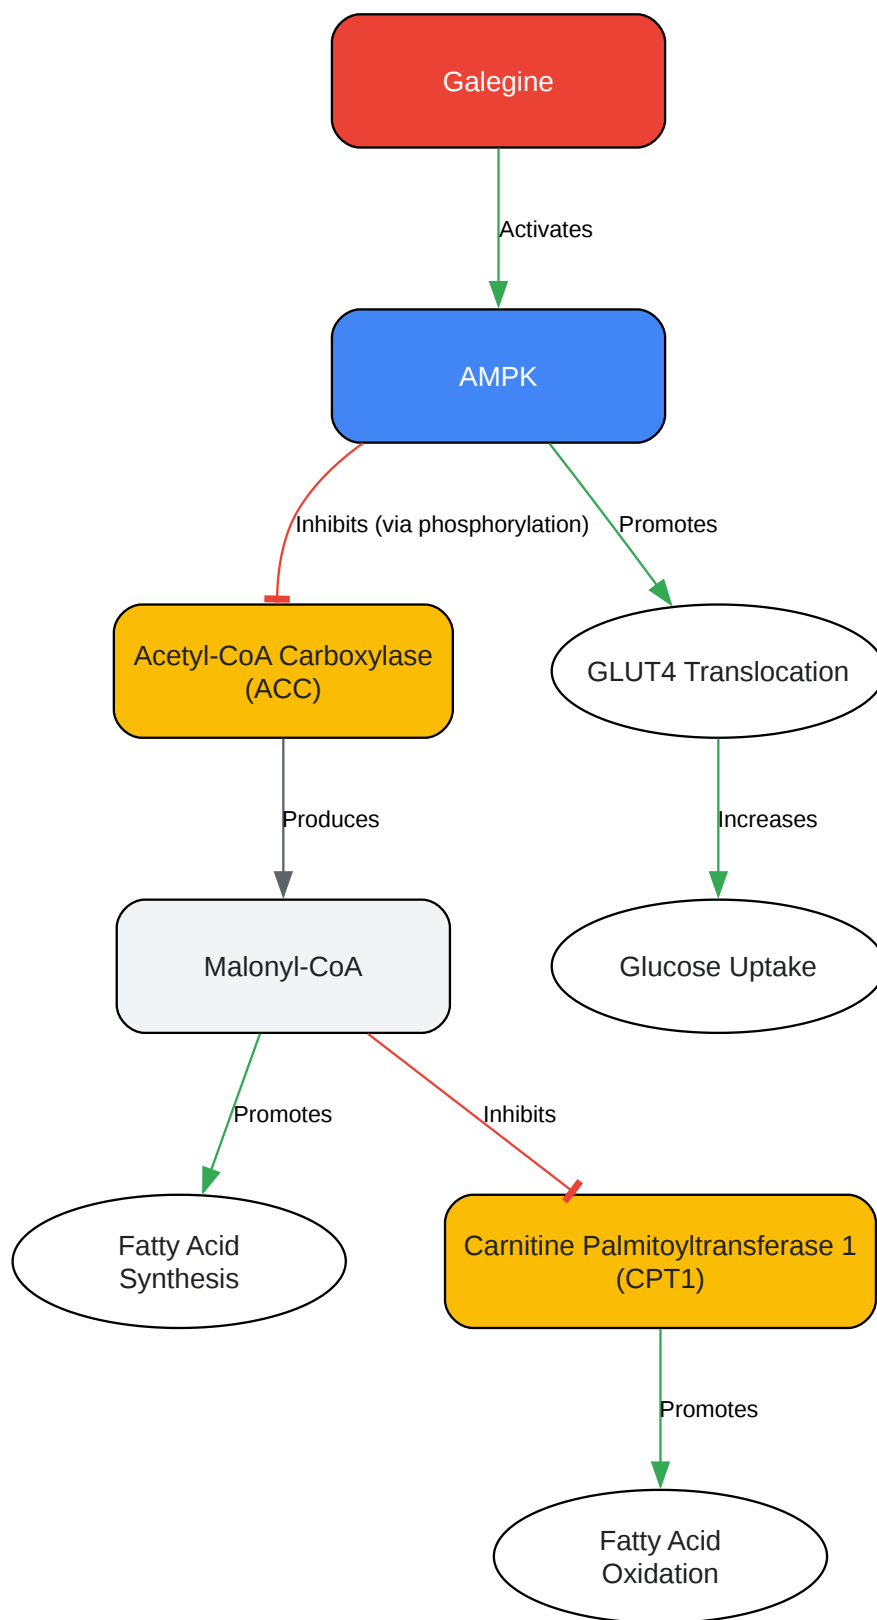 Galegine
Activates
AMPK
Inhibits (via phosphorylation)
Promotes
Acetyl-CoA Carboxylase
(ACC)
GLUT4 Translocation
Produces
Increases
Malonyl-CoA
Glucose Uptake
Promotes
Inhibits
Fatty Acid
Synthesis
Carnitine Palmitoyltransferase 1
(CPT1)
Promotes
Fatty Acid
Oxidation